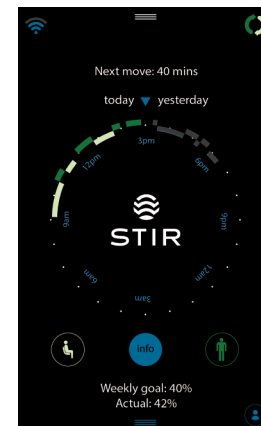 Next move: 40 mins
today yesterday
3pm
12pm
6pm
9am
9pm
STIR
6am
12am
3am
info
Weekly goal: 40%
Actual: 42%